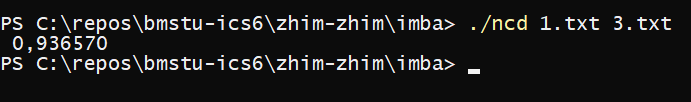 PS C:\repos\bmstu-ics6\zhim-zhim\imba> ./ncd 1.txt 3.txt
0,936570
PS C:\repos\bmstu-ics6\zhim-zhim\imba> _